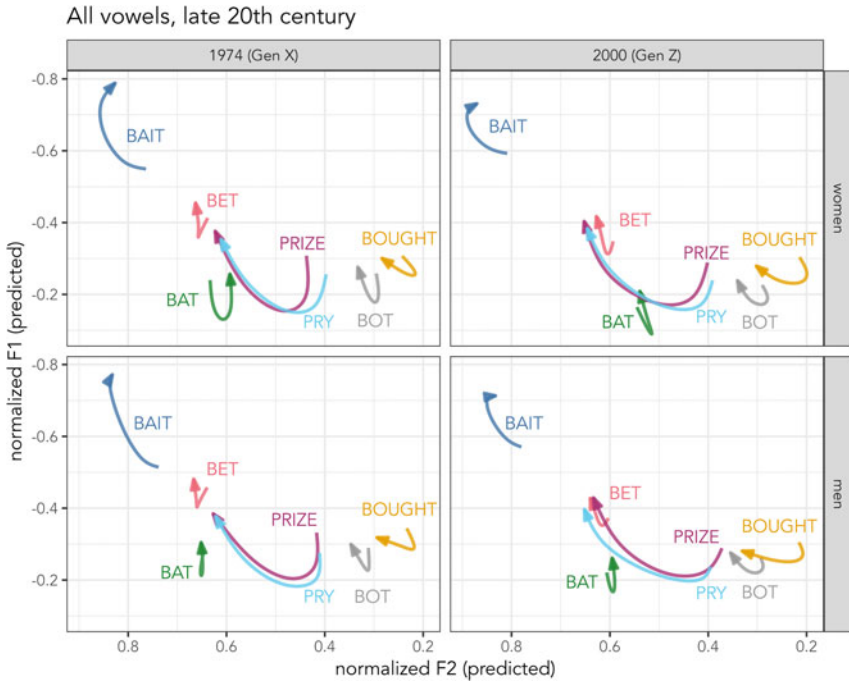 All vowels, late 20th century
1974 (Gen X)
2000 (Gen Z)
women
men
normalized F1 (predicted)
-0.8
-0.6
-0.4
-0.2
BAIT
BET
PRIZE
BOUGHT
BAT
PRY
BOT
BAIT
BET
PRIZE
BOUGHT
BAT
PRY
BOT
-0.8
-0.6
-0.4
-0.2
BAIT
BET
PRIZE
BOUGHT
BAT
PRY
BOT
BAIT
BET
PRIZE
BOUGHT
BAT
PRY
BOT
0.8 0.6 0.4 0.2
0.8 0.6 0.4 0.2
normalized F2 (predicted)